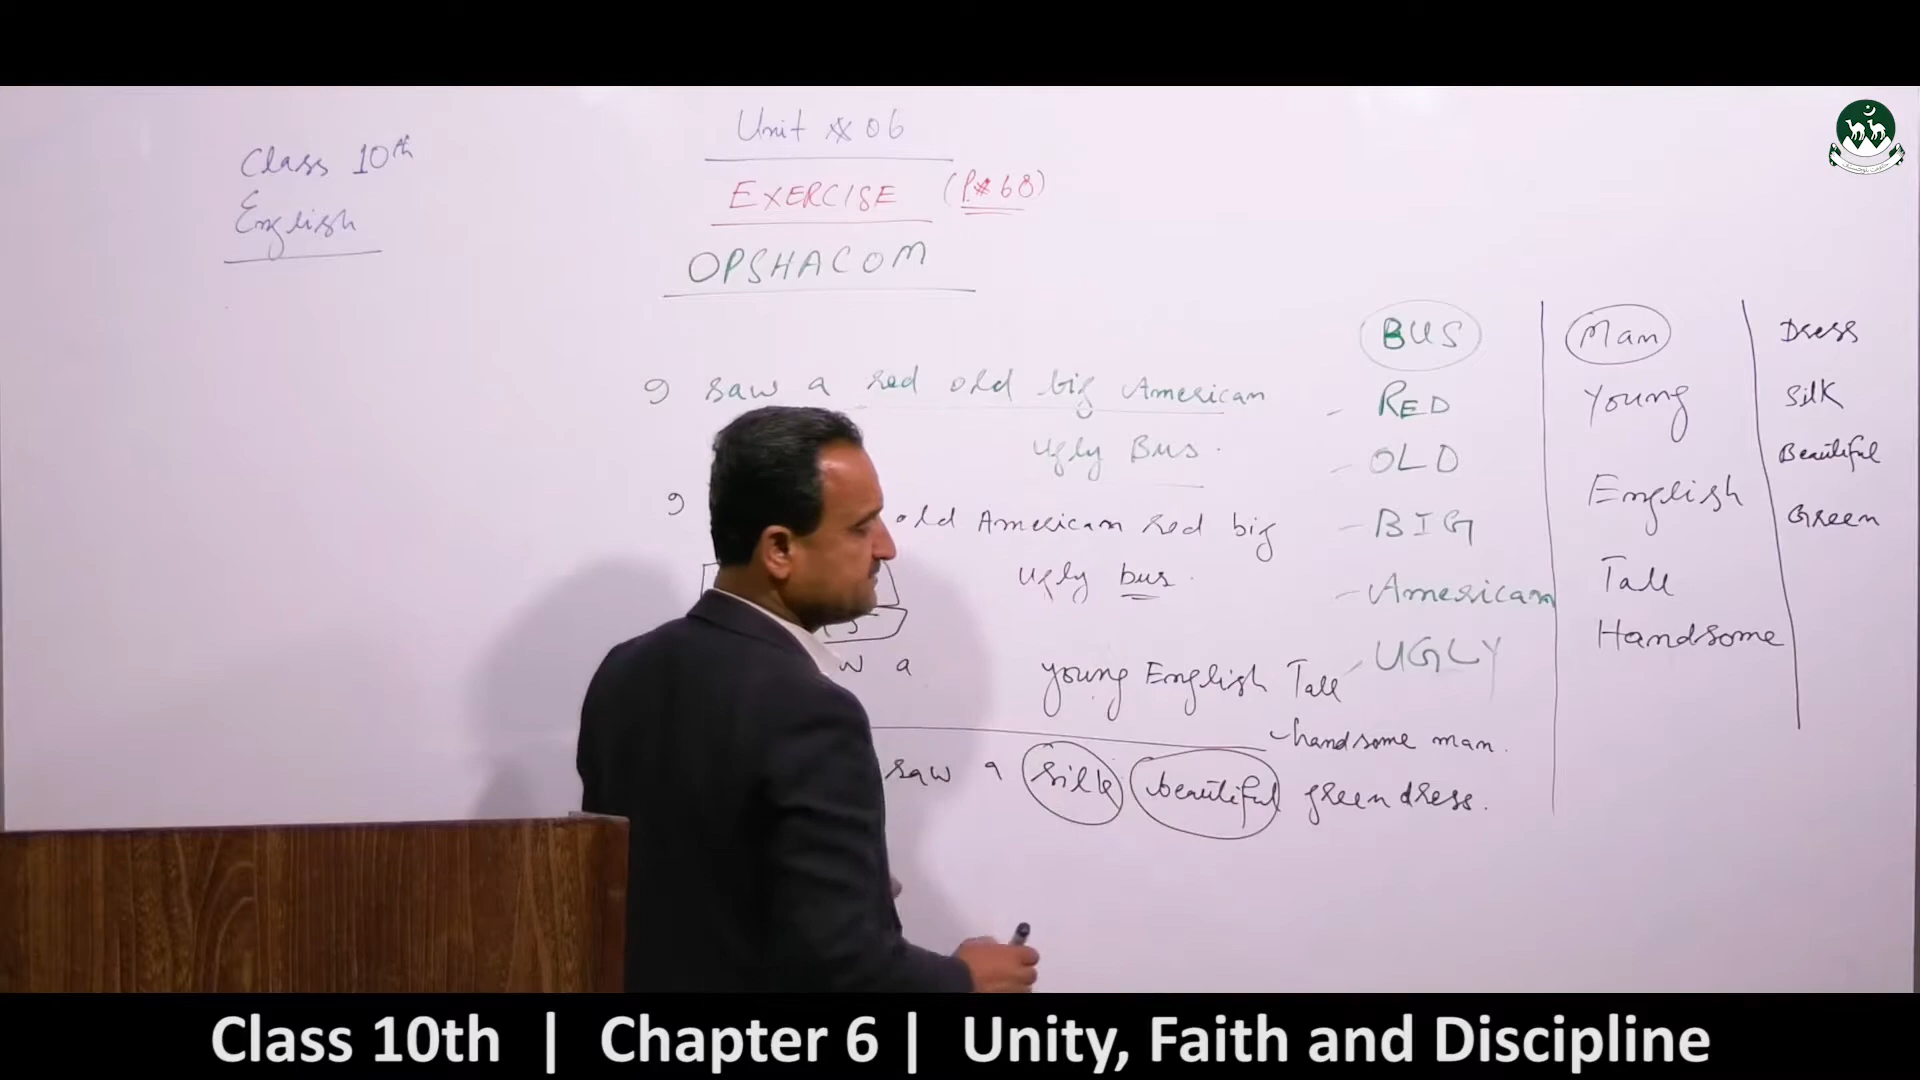 Class 10th
English
Unit # 06
EXERCISE (P#68)
OPSHACOM
I saw a red old big American
Ugly Bus.
I
old American red big
Ugly bus.
w a young English Tall
handsome man.
saw a silk beautiful green dress.
BUS
RED
OLD
BIG
American
UGLY
Man
Young
English
Tall
Handsome
Dress
Silk
Beautiful
Green
Class 10th | Chapter 6 | Unity, Faith and Discipline